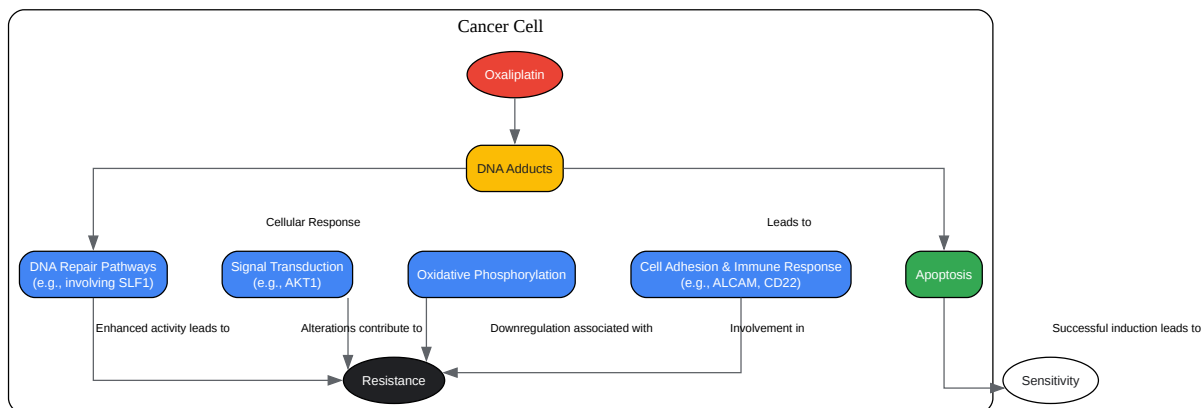 Cancer Cell
Oxaliplatin
DNA Adducts
Cellular Response
Leads to
DNA Repair Pathways
(e.g., involving SLF1)
Signal Transduction
(e.g., AKT1)
Oxidative Phosphorylation
Cell Adhesion & Immune Response
(e.g., ALCAM, CD22)
Apoptosis
Enhanced activity leads to
Alterations contribute to
Downregulation associated with
Involvement in
Successful induction leads to
Resistance
Sensitivity